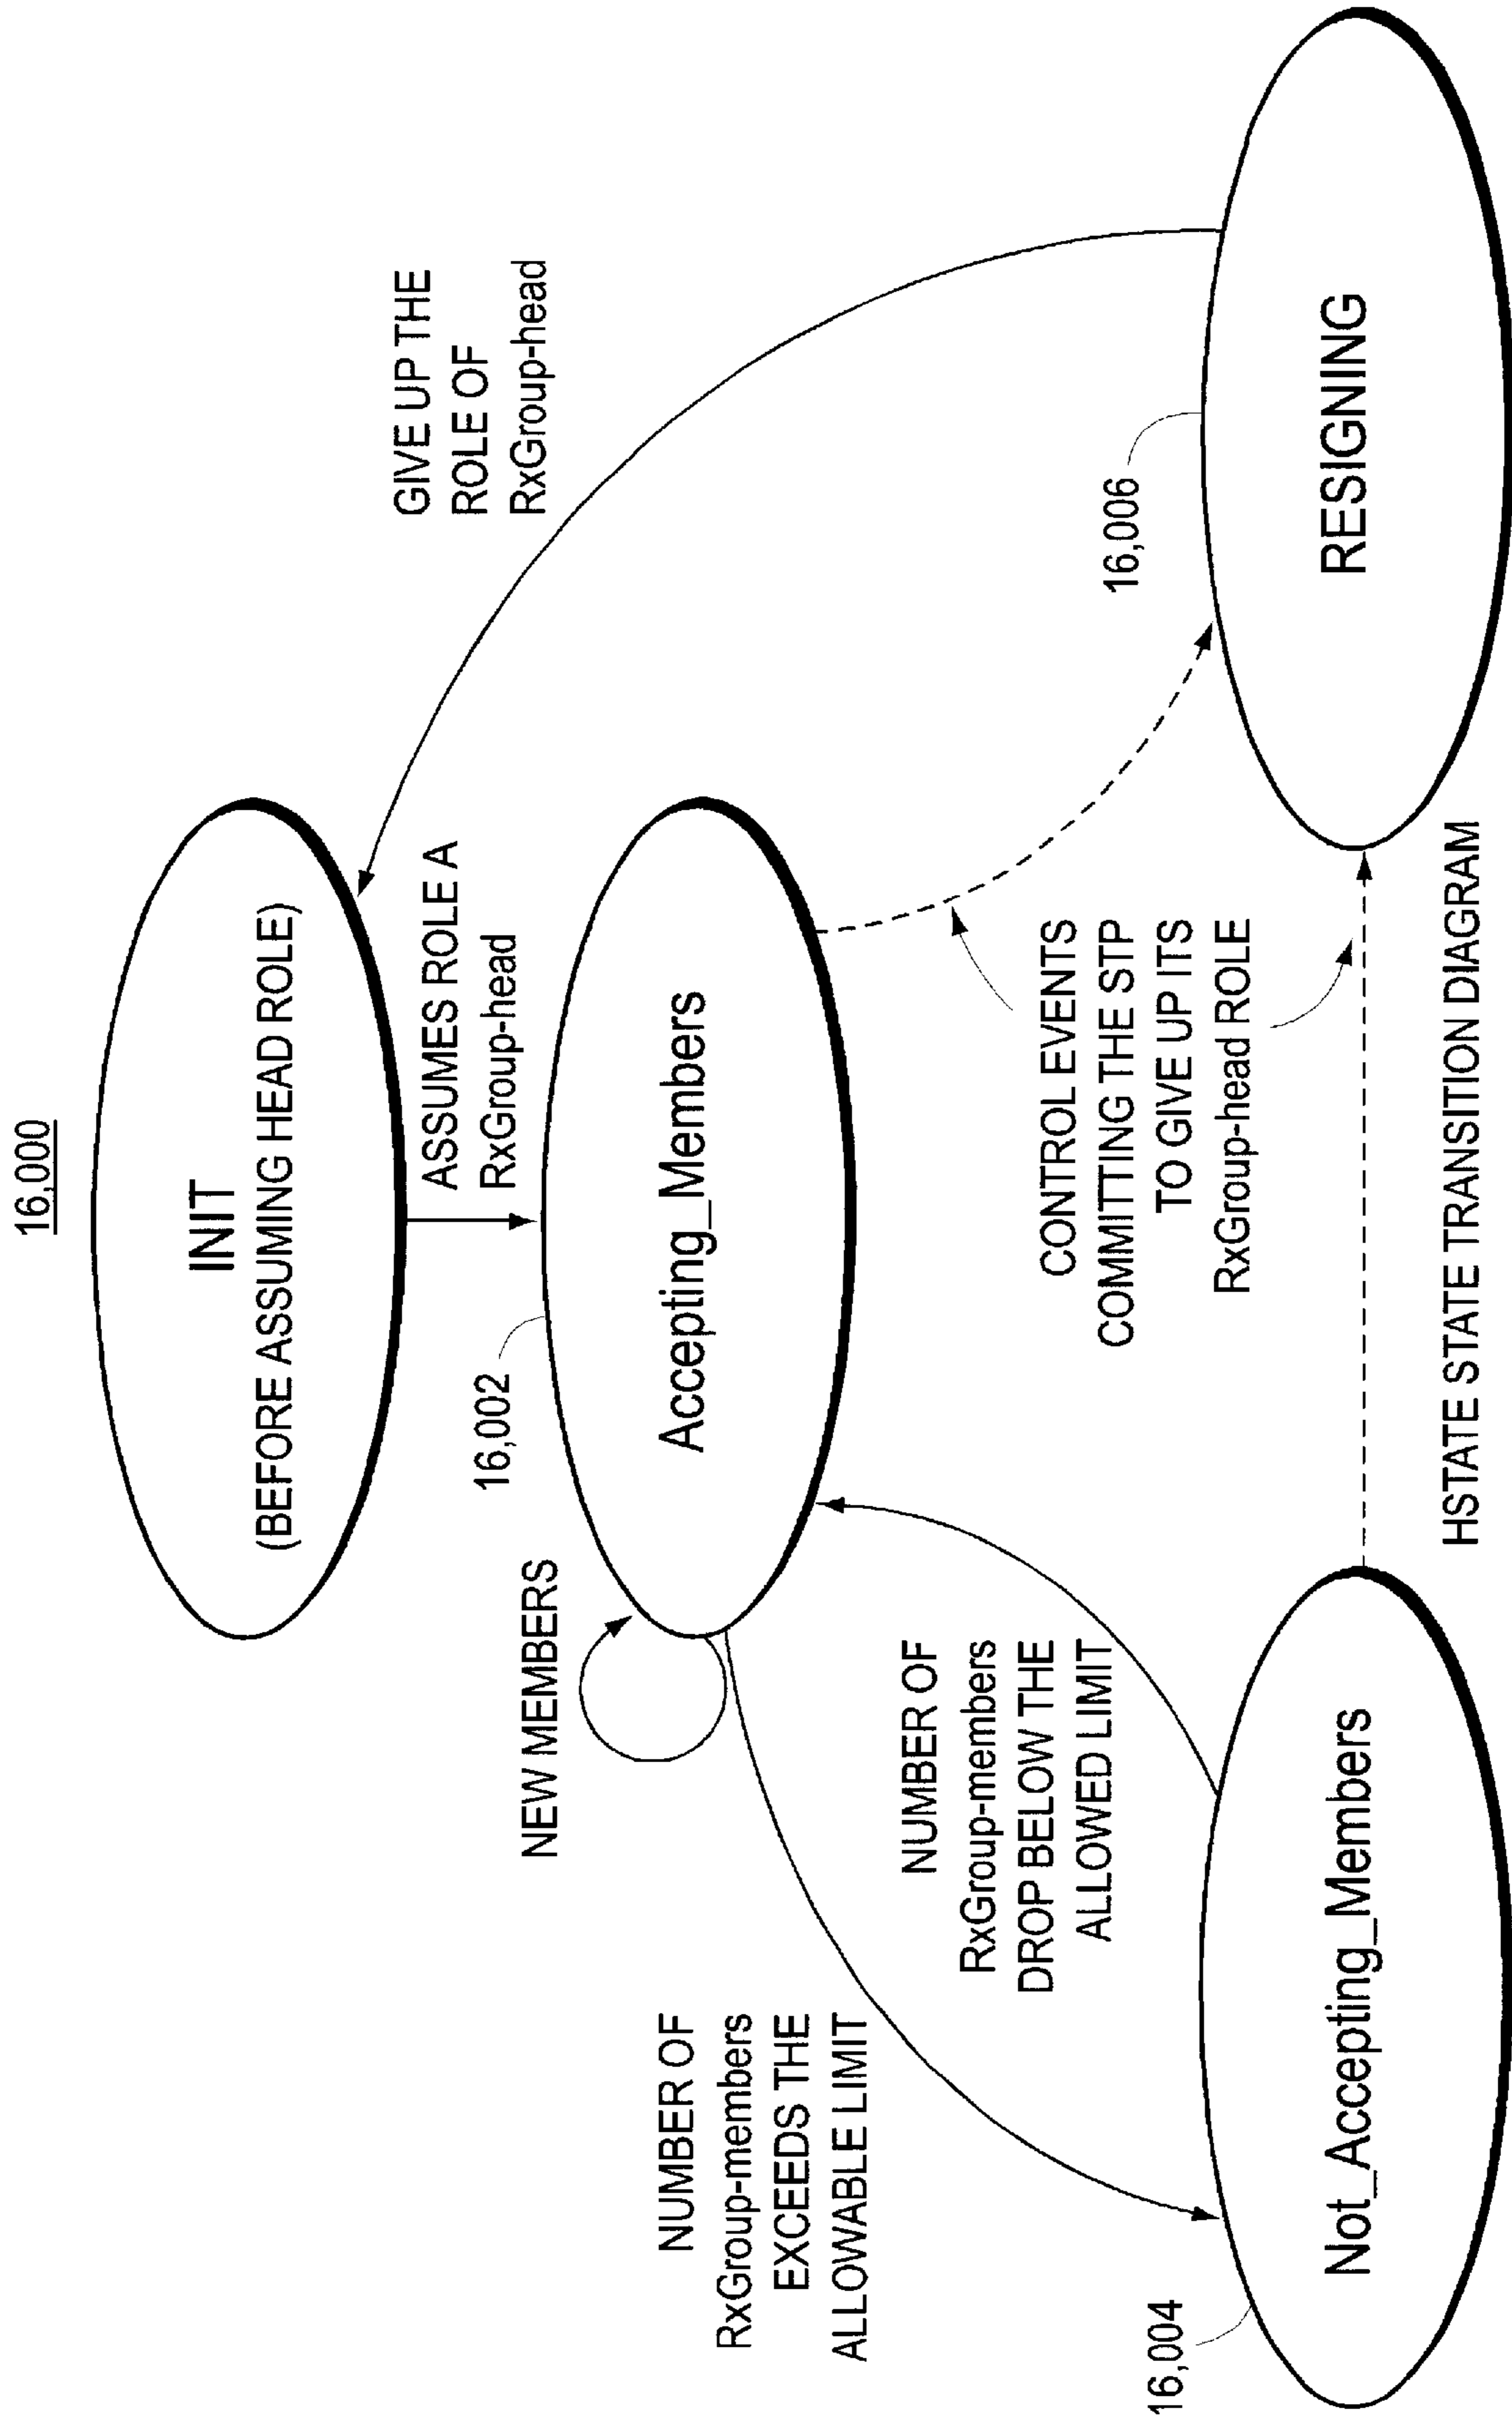 16,000
INIT
(BEFORE ASSUMING HEAD ROLE)
ASSUMES ROLE A
RxGroup-head
GIVE UP THE
ROLE OF
RxGroup-head
16,002
NEW MEMBERS
Accepting_Members
NUMBER OF
RxGroup-members
EXCEEDS THE
ALLOWABLE LIMIT
NUMBER OF
RxGroup-members
DROP BELOW THE
ALLOWED LIMIT
CONTROL EVENTS
COMMITTING THE STP
TO GIVE UP ITS
RxGroup-head ROLE
16,004
Not_Accepting_Members
16,006
RESIGNING
HSTATE STATE TRANSITION DIAGRAM